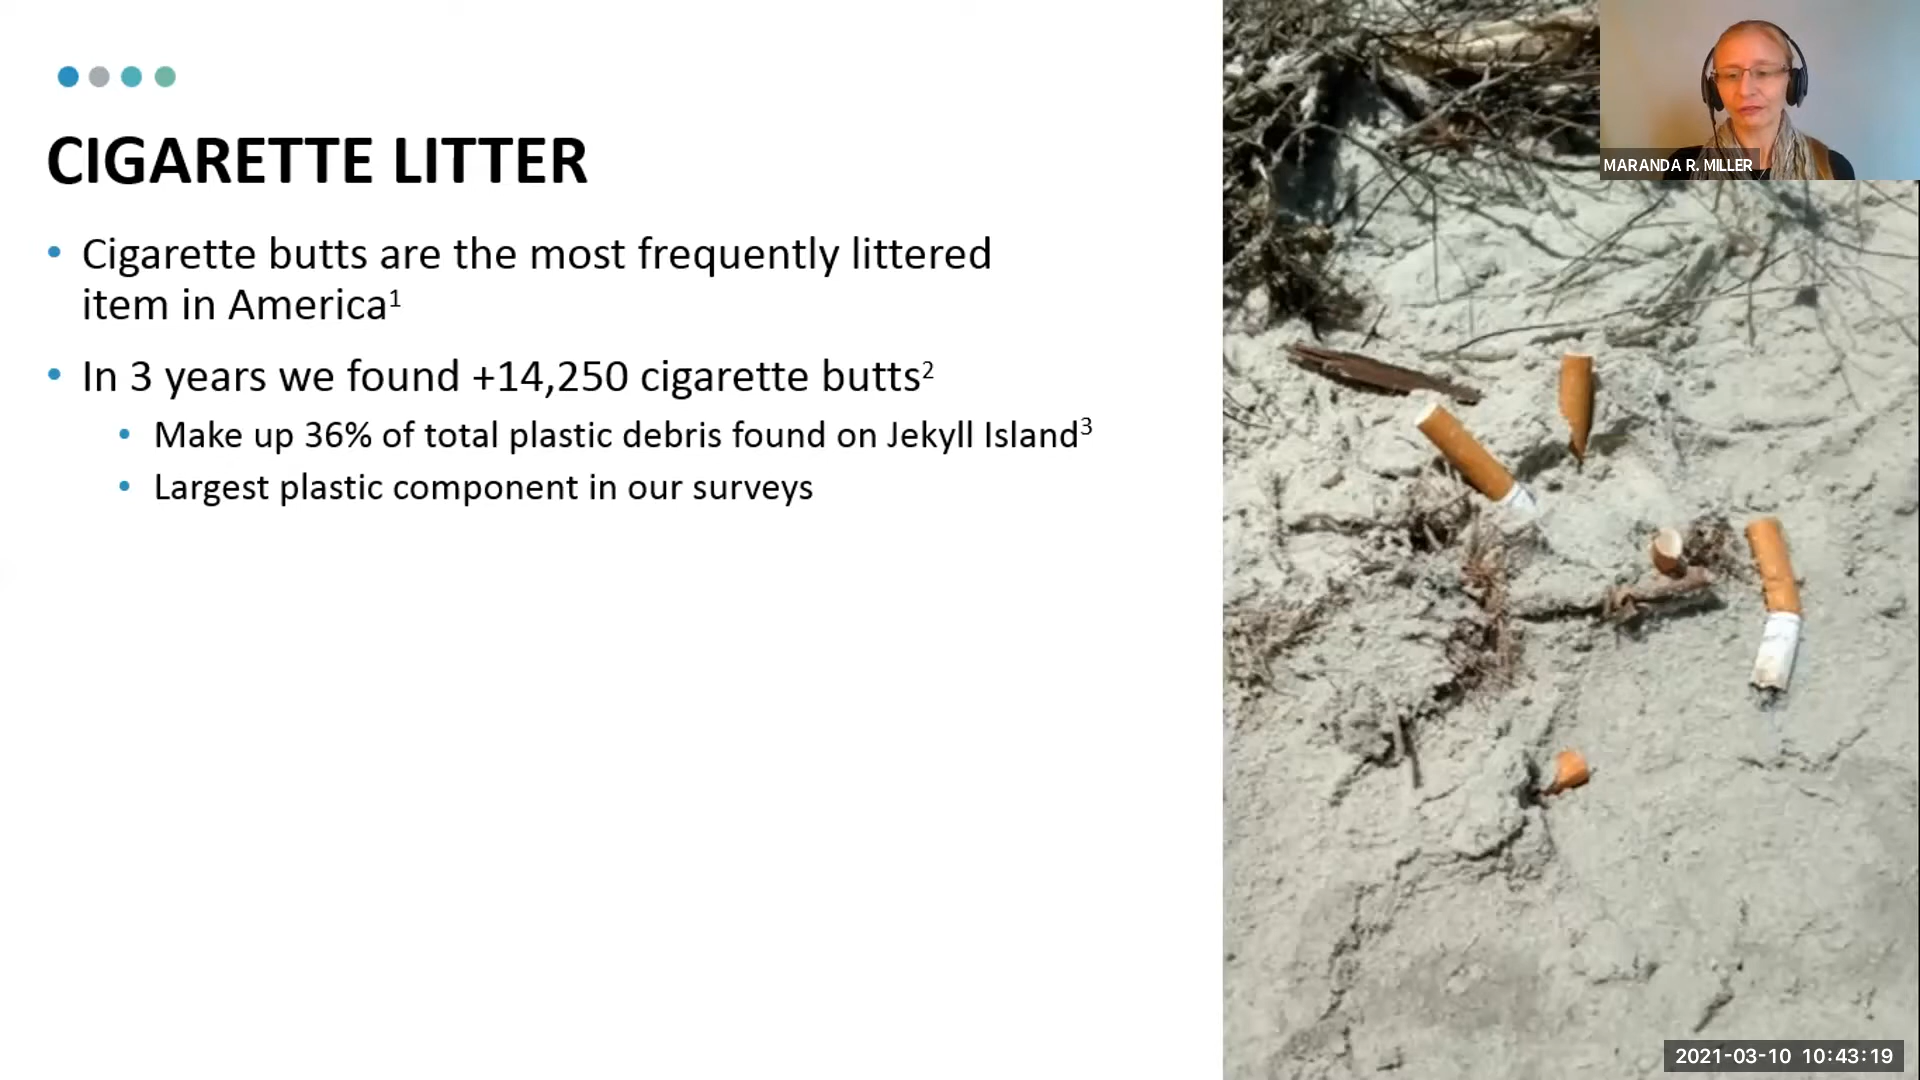 CIGARETTE LITTER
• Cigarette butts are the most frequently littered
item in America¹
• In 3 years we found +14,250 cigarette butts²
• Make up 36% of total plastic debris found on Jekyll Island³
• Largest plastic component in our surveys
MARANDA R. MILLER
2021-03-10 10:43:19